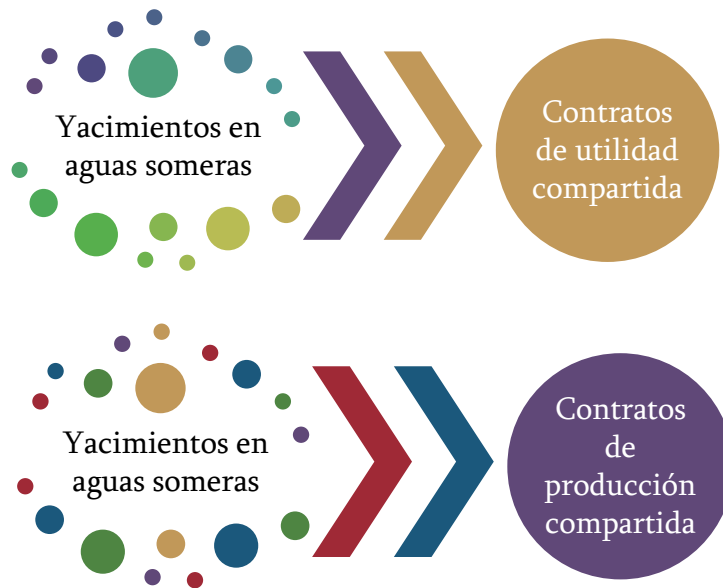 Yacimientos en
aguas someras
Contratos
de utilidad
compartida
Yacimientos en
aguas someras
Contratos
de
producción
compartida